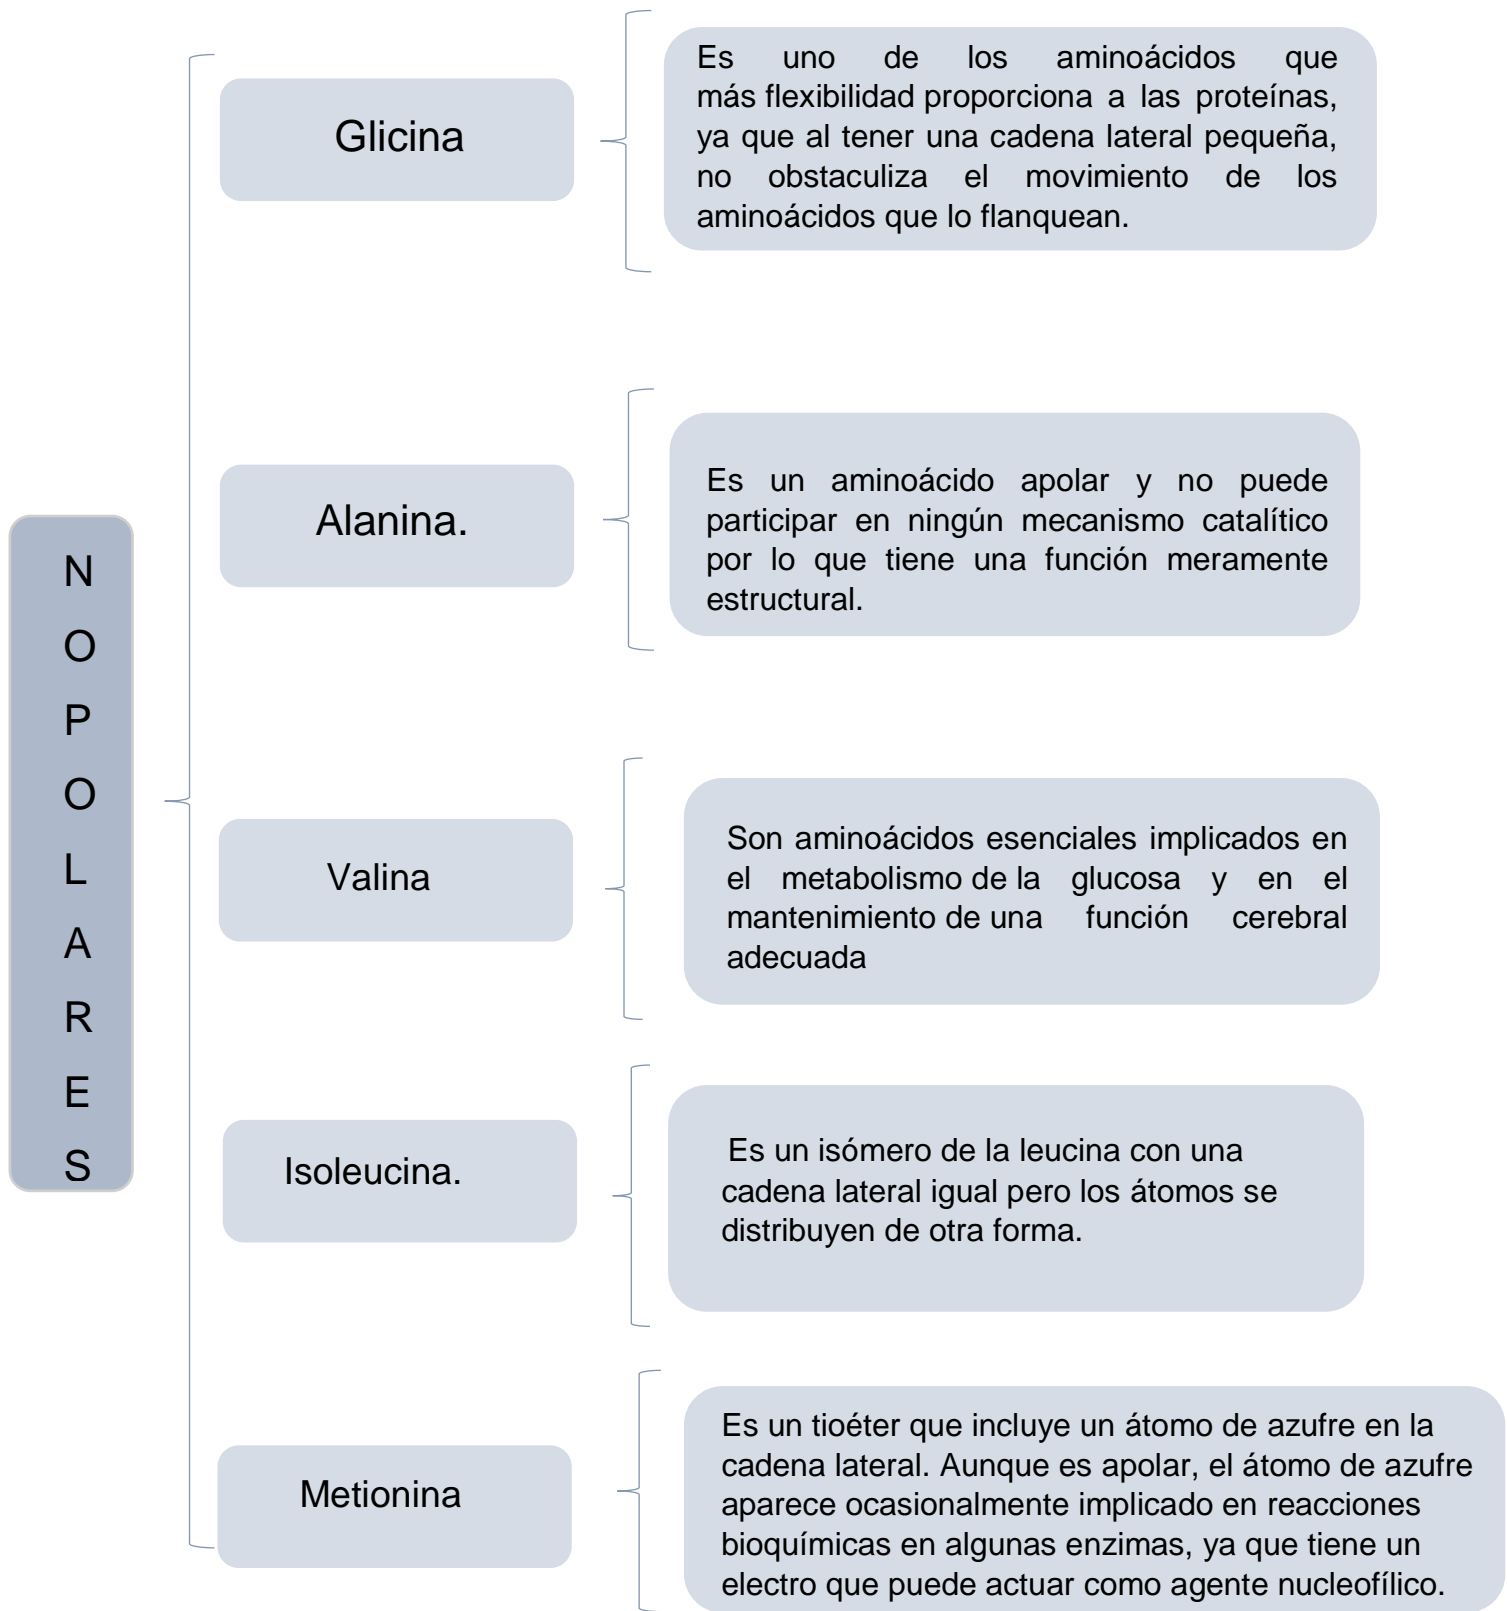 N
O
P
O
L
A
R
E
S
Glicina
Es uno de los aminoácidos que
más flexibilidad proporciona a las proteínas,
ya que al tener una cadena lateral pequeña,
no obstaculiza el movimiento de los
aminoácidos que lo flanquean.
Alanina.
Es un aminoácido apolar y no puede
participar en ningún mecanismo catalítico
por lo que tiene una función meramente
estructural.
Valina
Son aminoácidos esenciales implicados en
el metabolismo de la glucosa y en el
mantenimiento de una función cerebral
adecuada
Isoleucina.
Es un isómero de la leucina con una
cadena lateral igual pero los átomos se
distribuyen de otra forma.
Metionina
Es un tioéter que incluye un átomo de azufre en la
cadena lateral. Aunque es apolar, el átomo de azufre
aparece ocasionalmente implicado en reacciones
bioquímicas en algunas enzimas, ya que tiene un
electro que puede actuar como agente nucleofílico.